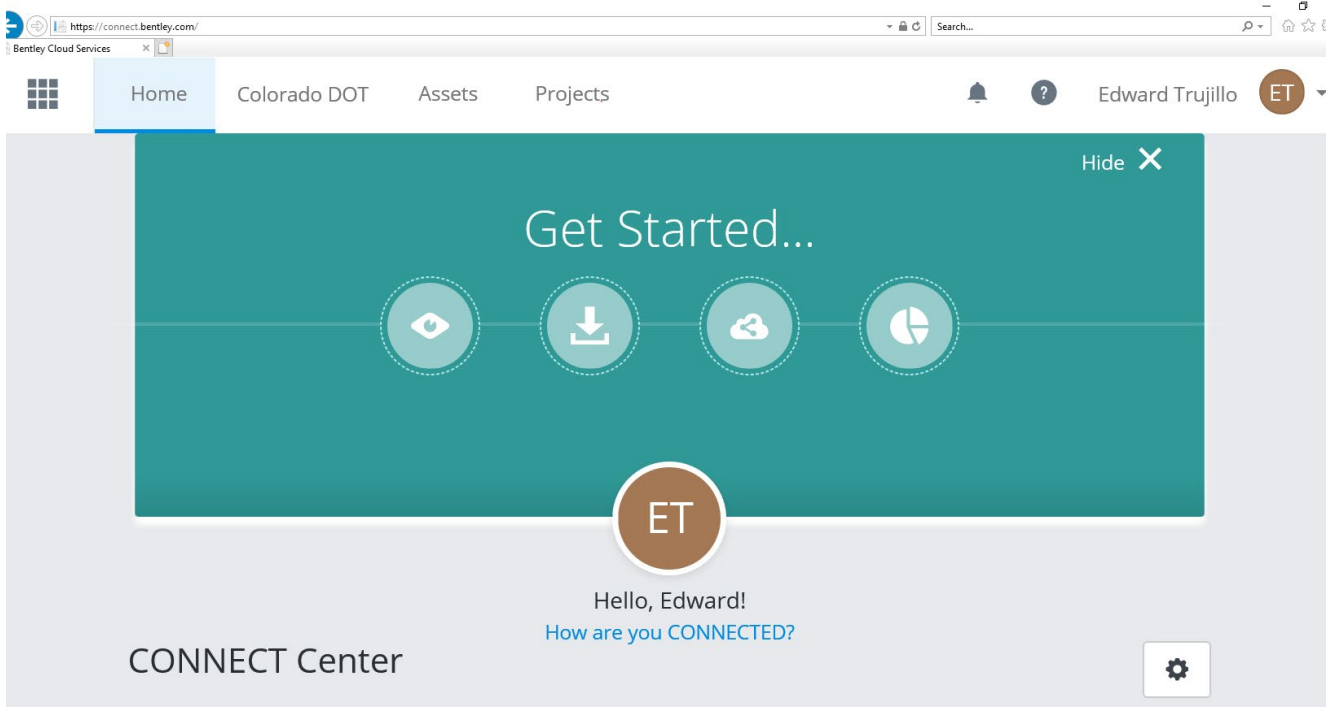 https://connect.bentley.com/
Search...
Bentley Cloud Services
Home Colorado DOT Assets Projects ? Edward Trujillo ET
Hide
Get Started...
ET
Hello, Edward!
How are you CONNECTED?
CONNECT Center